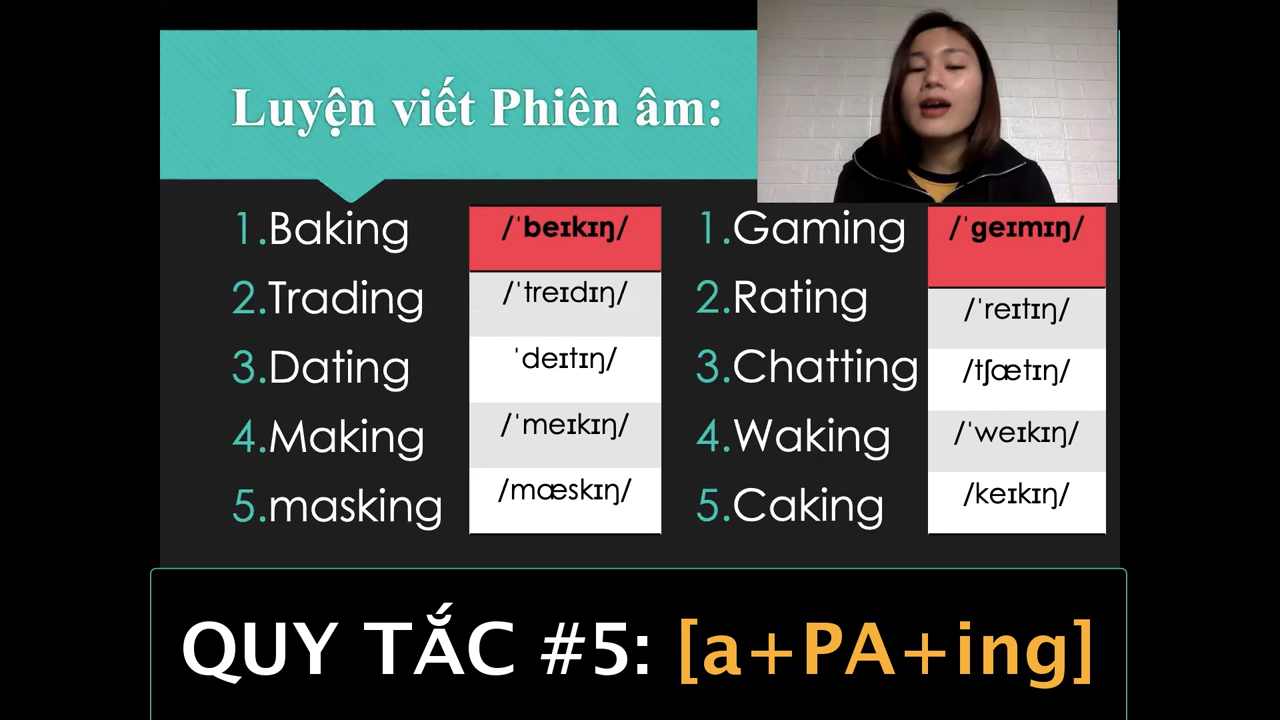 Luyện viết Phiên âm:
1.Baking
/ˈbeɪkɪŋ/
2.Trading
/ˈtreɪdɪŋ/
3.Dating
ˈdeɪtɪŋ/
4.Making
/ˈmeɪkɪŋ/
5.masking
/mæskɪŋ/
1.Gaming
/ˈgeɪmɪŋ/
2.Rating
/ˈreɪtɪŋ/
3.Chatting
/tʃætɪŋ/
4.Waking
/ˈweɪkɪŋ/
5.Caking
/keɪkɪŋ/
QUY TẮC #5: [a+PA+ing]